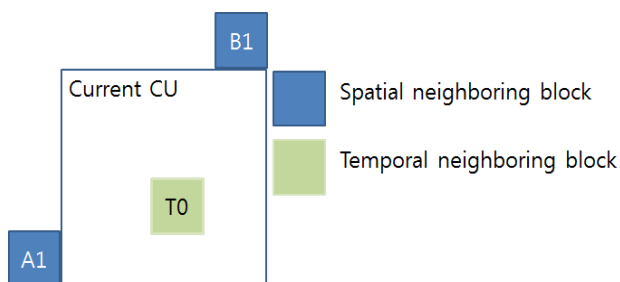 B1
Current CU
Spatial neighboring block
Temporal neighboring block
T0
A1